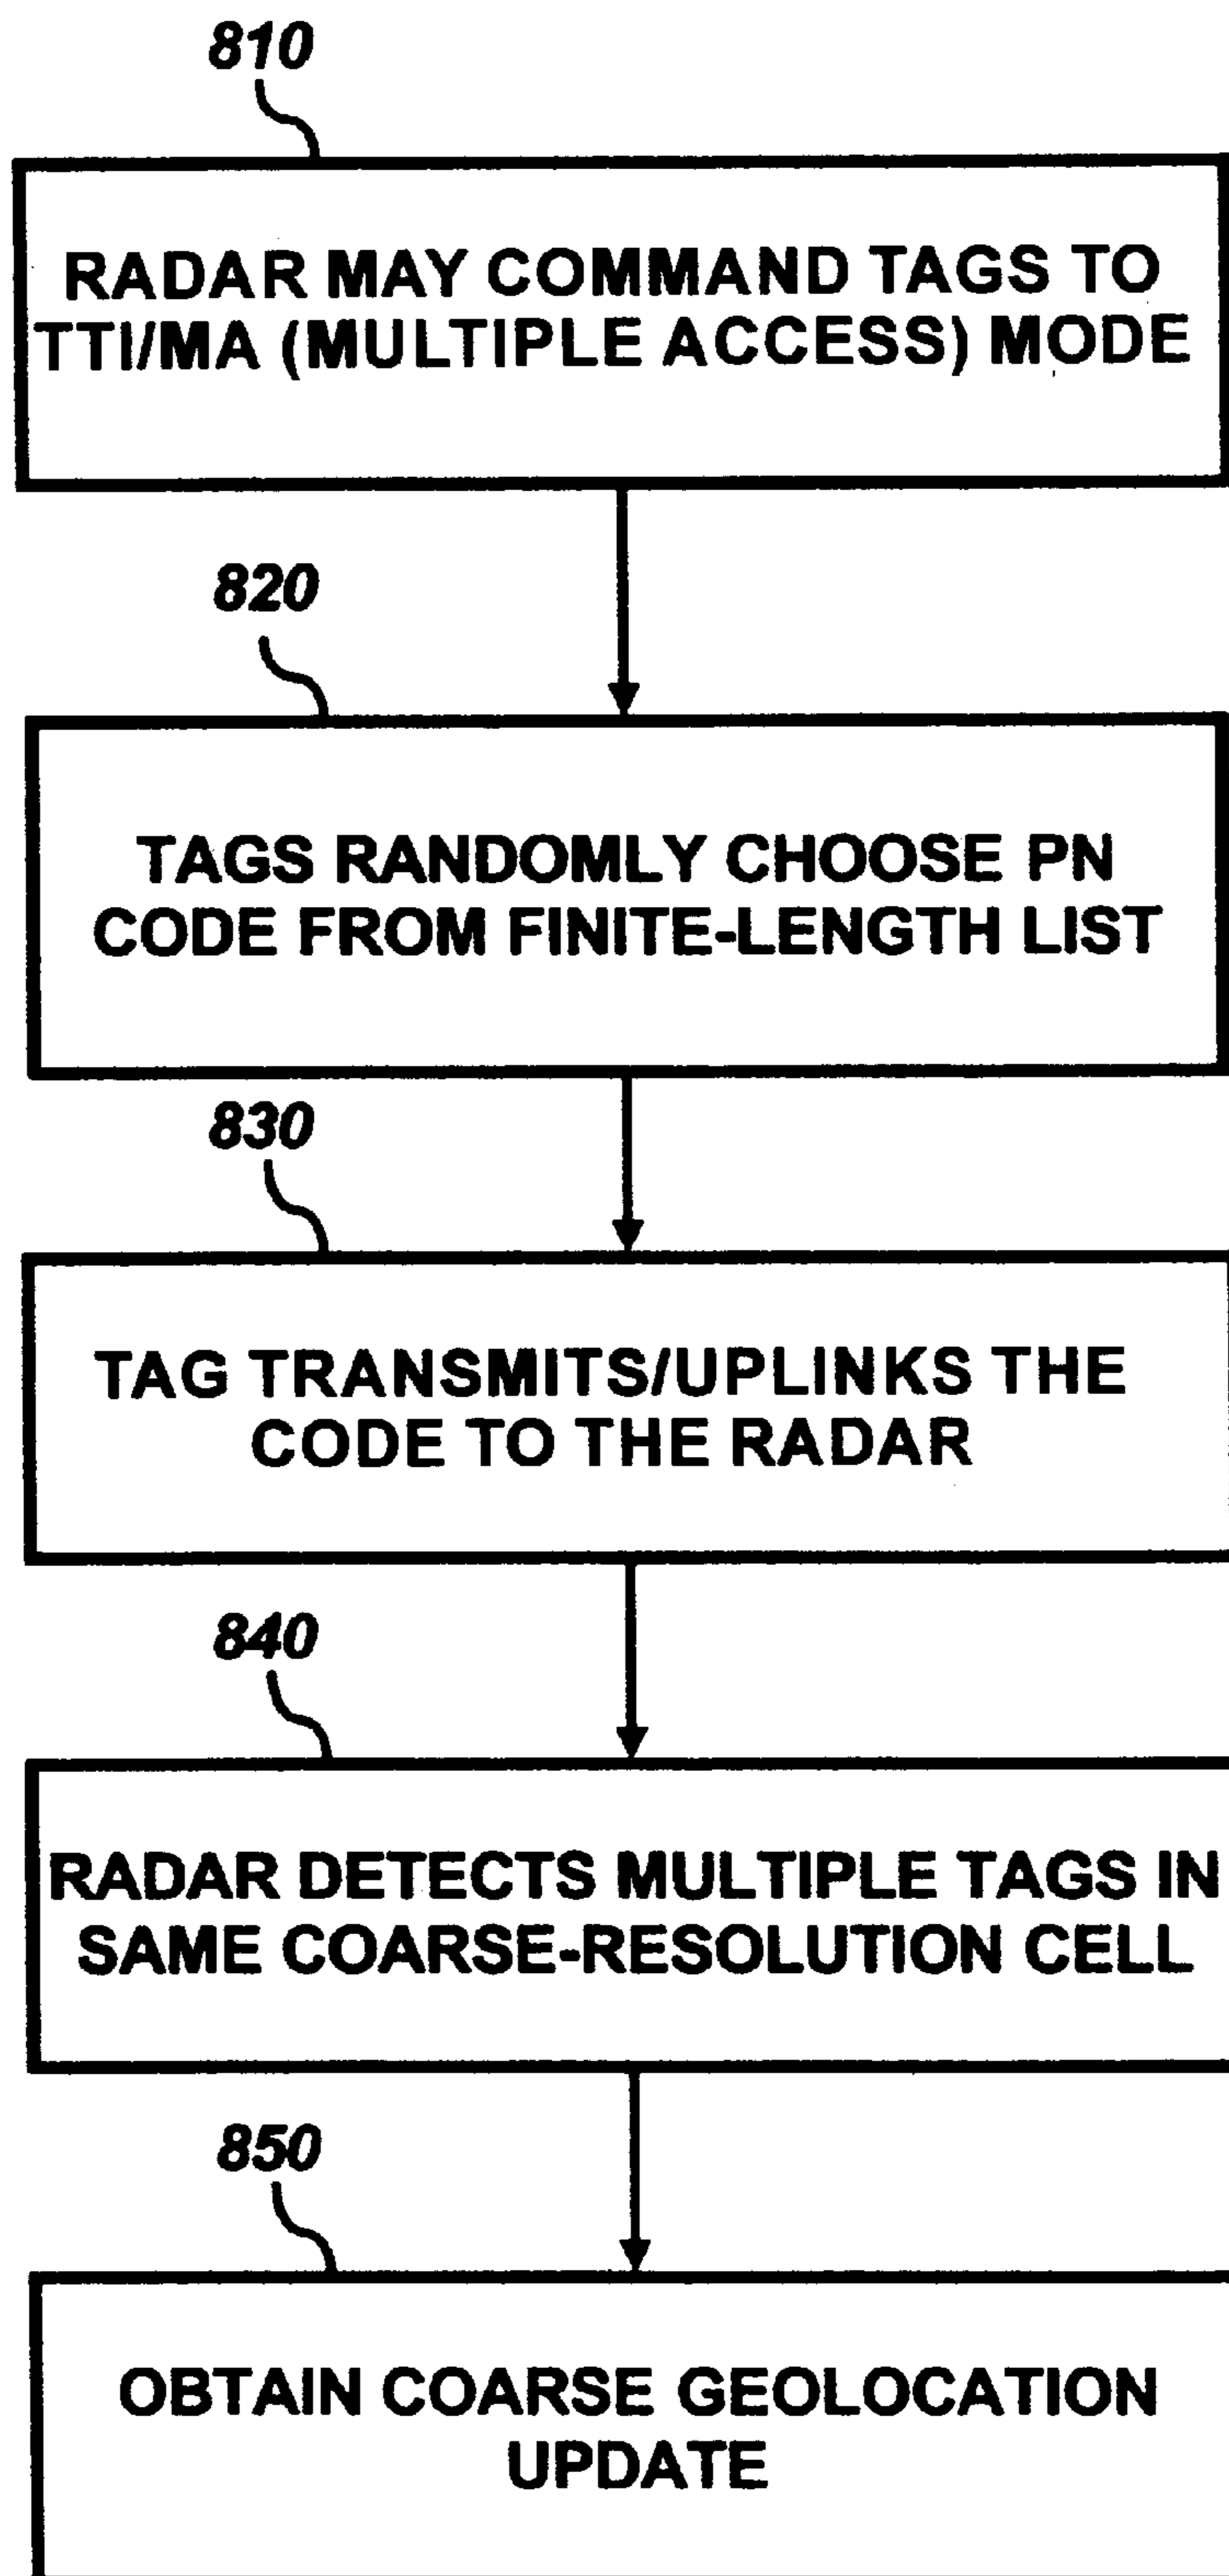 810
RADAR MAY COMMAND TAGS TO
TTI/MA (MULTIPLE ACCESS) MODE
820
TAGS RANDOMLY CHOOSE PN
CODE FROM FINITE-LENGTH LIST
830
TAG TRANSMITS/UPLINKS THE
CODE TO THE RADAR
840
RADAR DETECTS MULTIPLE TAGS IN
SAME COARSE-RESOLUTION CELL
850
OBTAIN COARSE GEOLOCATION
UPDATE